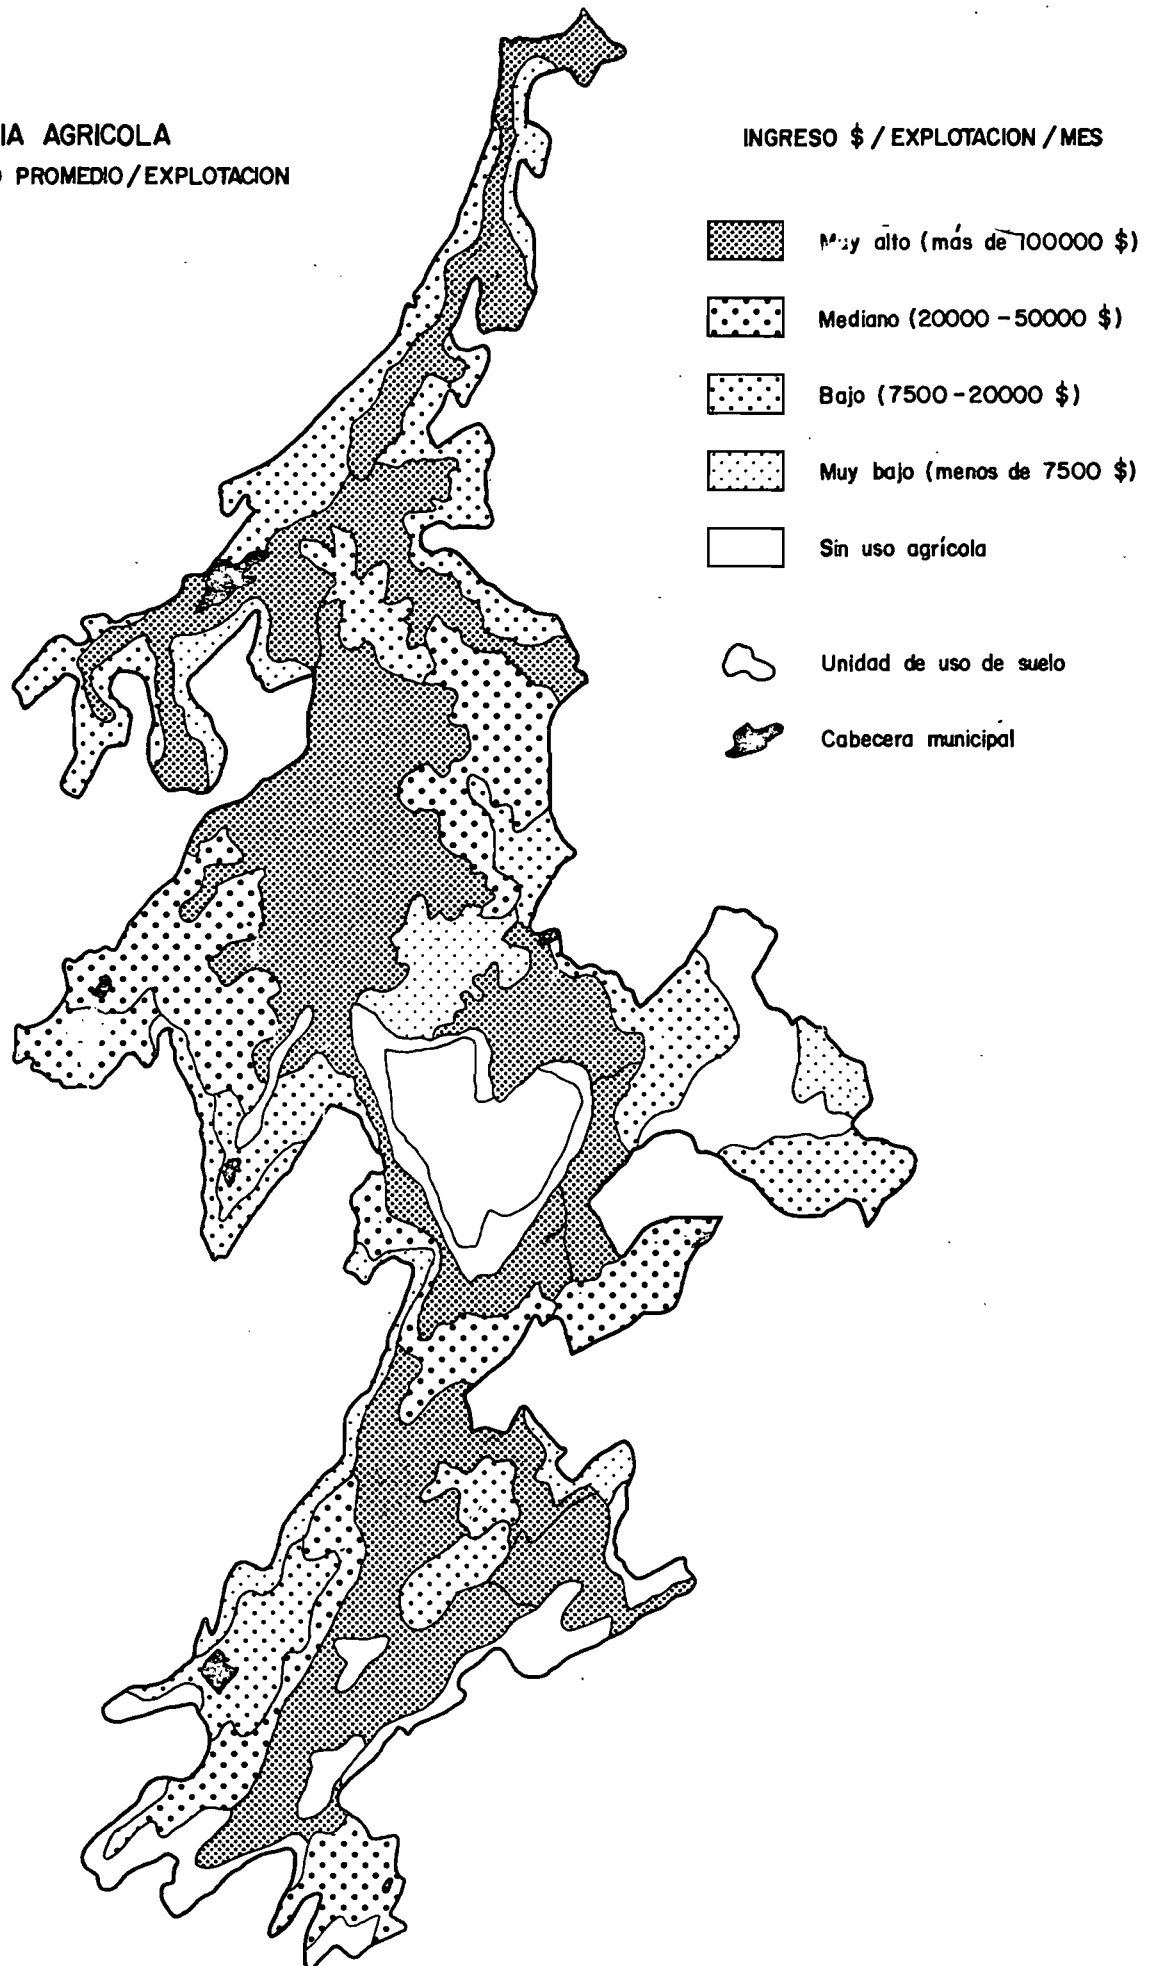 IA AGRICOLA
PROMEDIO / EXPLOTACION
INGRESO $ / EXPLOTACION / MES
Muy alto (más de 100000 $)
Mediano (20000 - 50000 $)
Bajo (7500 - 20000 $)
Muy bajo (menos de 7500 $)
Sin uso agrícola
Unidad de uso de suelo
Cabecera municipal